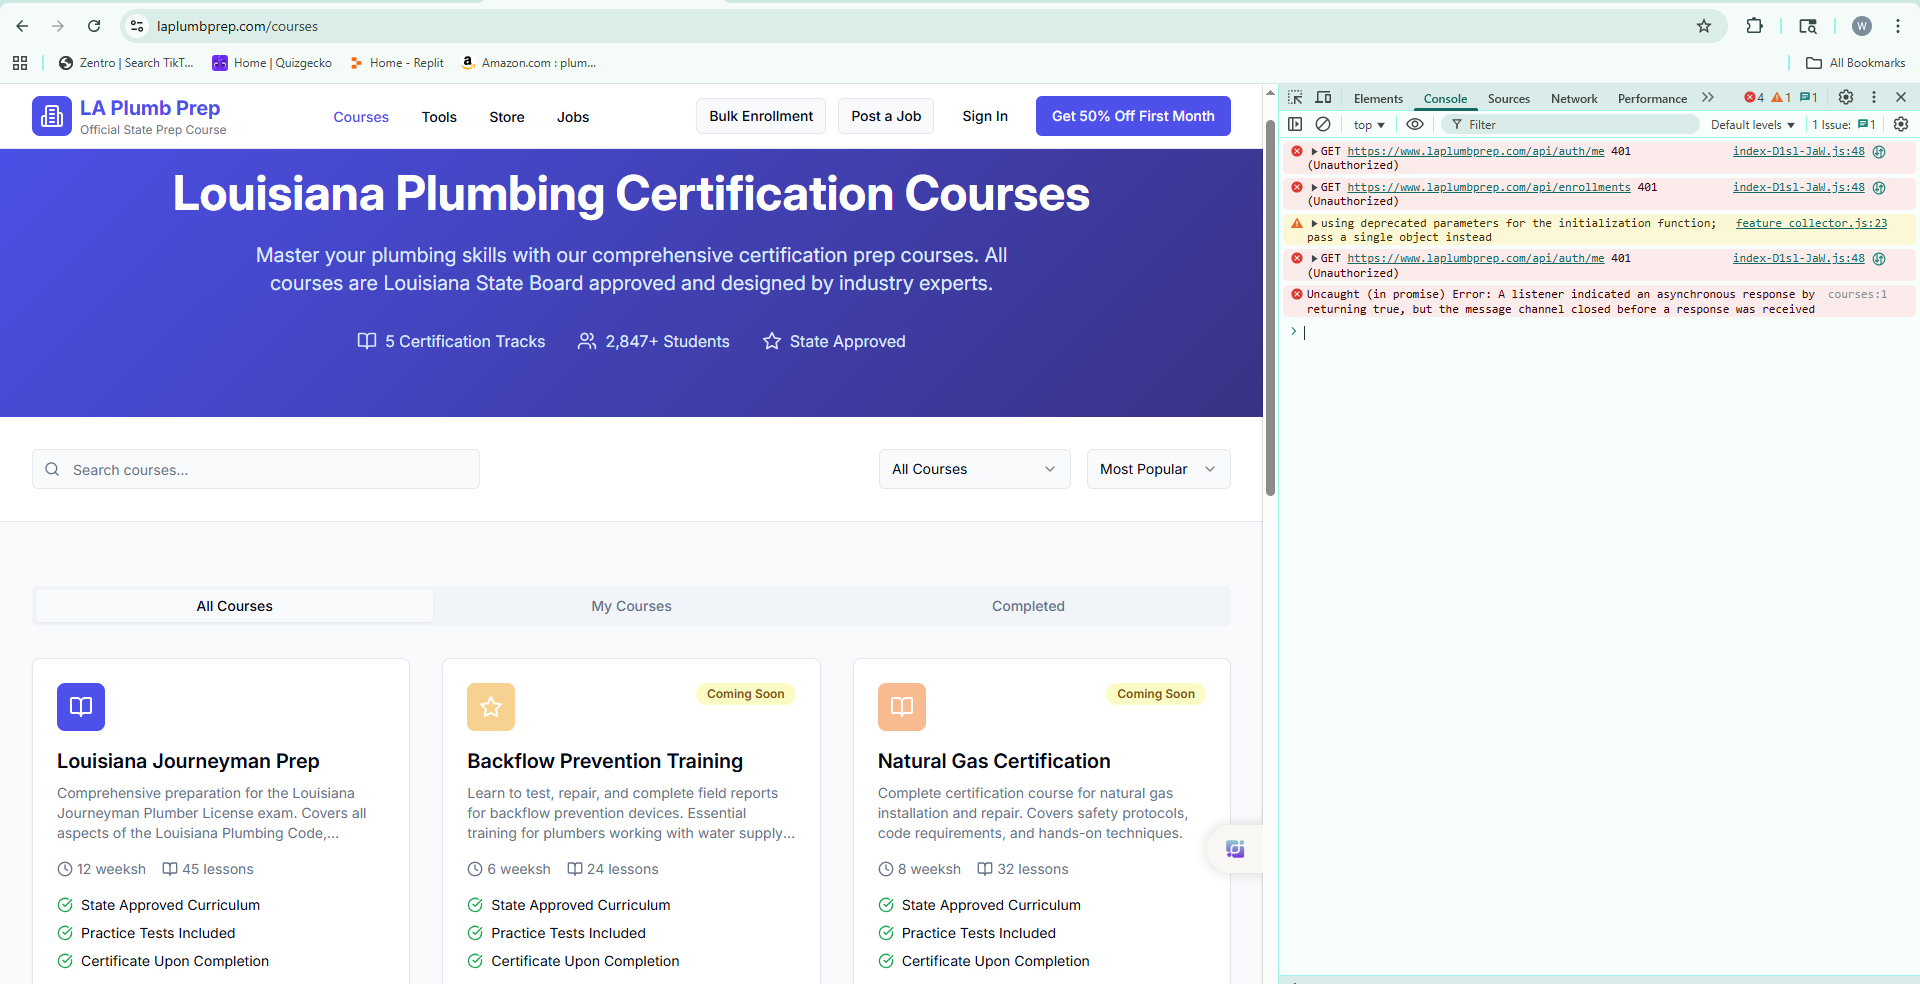 laplumbprep.com/courses
W
Zentro | Search TikT...
Home | Quizgecko
Home - Replit
Amazon.com : plum...
All Bookmarks
LA Plumb Prep
Official State Prep Course
Courses
Tools
Store
Jobs
Bulk Enrollment
Post a Job
Sign In
Get 50% Off First Month
Louisiana Plumbing Certification Courses
Master your plumbing skills with our comprehensive certification prep courses. All
courses are Louisiana State Board approved and designed by industry experts.
5 Certification Tracks
2,847+ Students
State Approved
Search courses...
All Courses
Most Popular
All Courses
My Courses
Completed
Louisiana Journeyman Prep
Comprehensive preparation for the Louisiana
Journeyman Plumber License exam. Covers all
aspects of the Louisiana Plumbing Code,...
12 weeksh
45 lessons
State Approved Curriculum
Practice Tests Included
Certificate Upon Completion
Coming Soon
Backflow Prevention Training
Learn to test, repair, and complete field reports
for backflow prevention devices. Essential
training for plumbers working with water supply...
6 weeksh
24 lessons
State Approved Curriculum
Practice Tests Included
Certificate Upon Completion
Coming Soon
Natural Gas Certification
Complete certification course for natural gas
installation and repair. Covers safety protocols,
code requirements, and hands-on techniques.
8 weeksh
32 lessons
State Approved Curriculum
Practice Tests Included
Certificate Upon Completion
Elements
Console
Sources
Network
Performance
4
1
1
top
Filter
Default levels
1 Issue: 1
GET https://www.laplumbprep.com/api/auth/me 401 index-D1sl-JaW.js:48
(Unauthorized)
GET https://www.laplumbprep.com/api/enrollments 401 index-D1sl-JaW.js:48
(Unauthorized)
using deprecated parameters for the initialization function; feature collector.js:23
pass a single object instead
GET https://www.laplumbprep.com/api/auth/me 401 index-D1sl-JaW.js:48
(Unauthorized)
Uncaught (in promise) Error: A listener indicated an asynchronous response by courses:1
returning true, but the message channel closed before a response was received